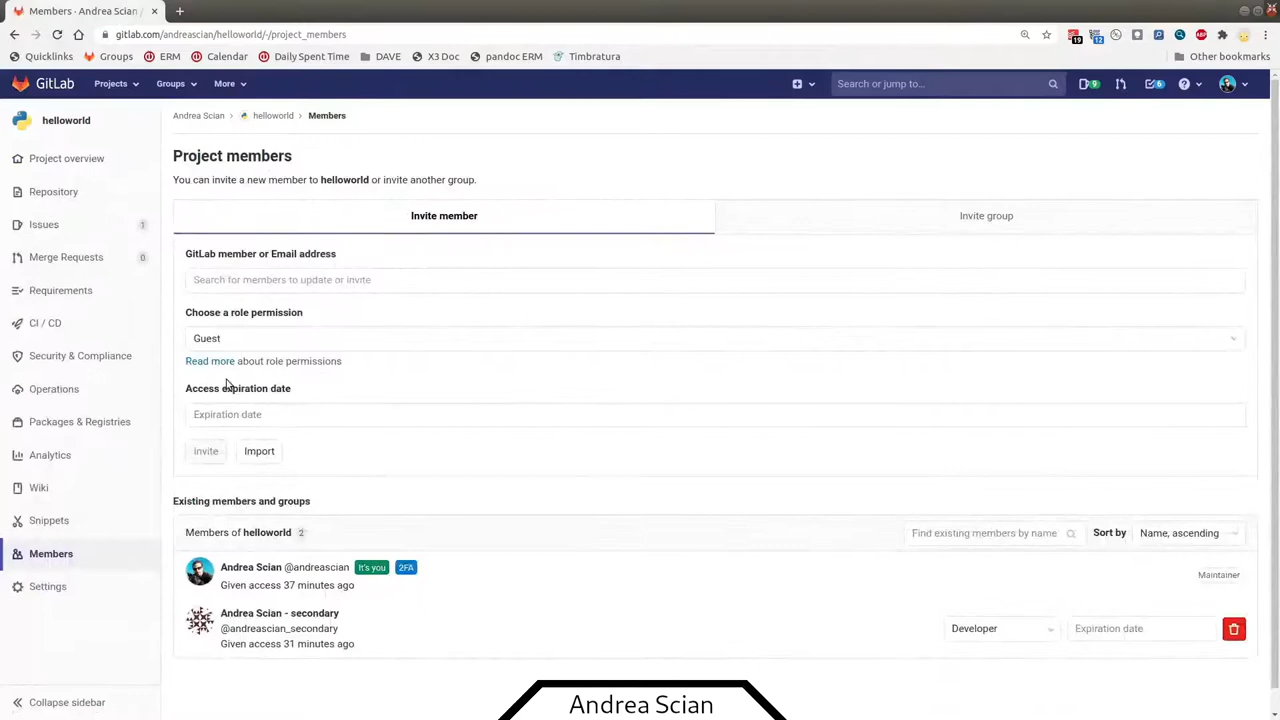 Members · Andrea Scian /
gitlab.com/andreascian/helloworld/-/project_members
19
12
ABP
Quicklinks Groups ERM Calendar Daily Spent Time DAVE X3 Doc pandoc ERM Timbratura Other bookmarks
GitLab Projects Groups More Search or jump to... 9 6
helloworld
Project overview
Repository
Issues 1
Merge Requests 0
Requirements
CI / CD
Security & Compliance
Operations
Packages & Registries
Analytics
Wiki
Snippets
Members
Settings
Collapse sidebar
Andrea Scian › helloworld › Members
Project members
You can invite a new member to helloworld or invite another group.
Invite member Invite group
GitLab member or Email address
Search for members to update or invite
Choose a role permission
Guest
Read more about role permissions
Access expiration date
Expiration date
Invite Import
Existing members and groups
Members of helloworld 2 Find existing members by name Sort by Name, ascending
Andrea Scian @andreascian It's you 2FA
Given access 37 minutes ago
Maintainer
Andrea Scian - secondary
@andreascian_secondary
Given access 31 minutes ago
Developer Expiration date
Andrea Scian